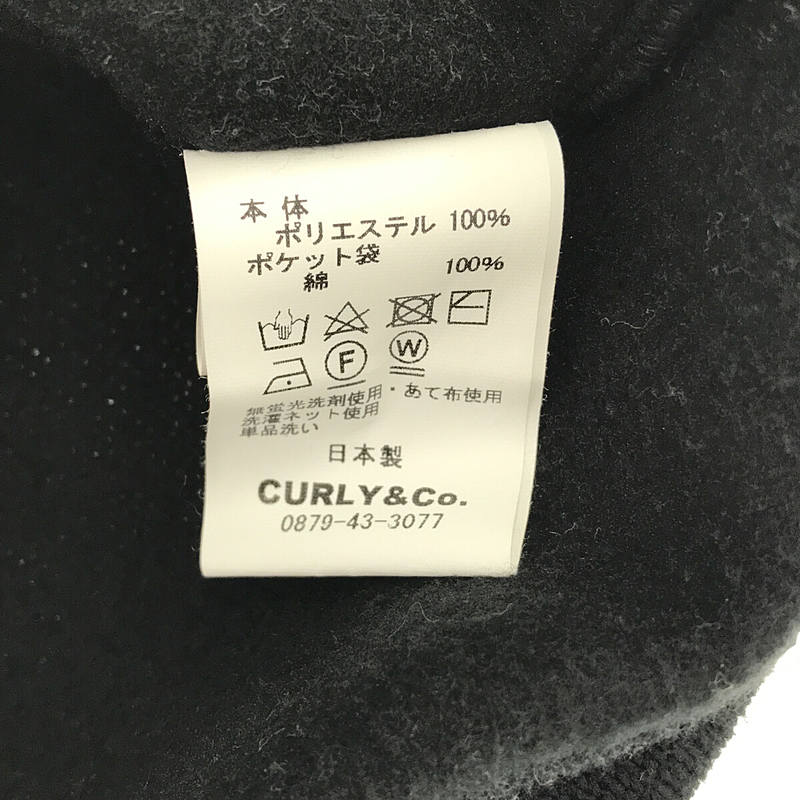 本体
ポリエステル 100%
ポケット袋
綿 100%
F W
無蛍光洗剤使用・あて布使用
洗濯ネット使用
単品洗い
日本製
CURLY&Co.
0879-43-3077